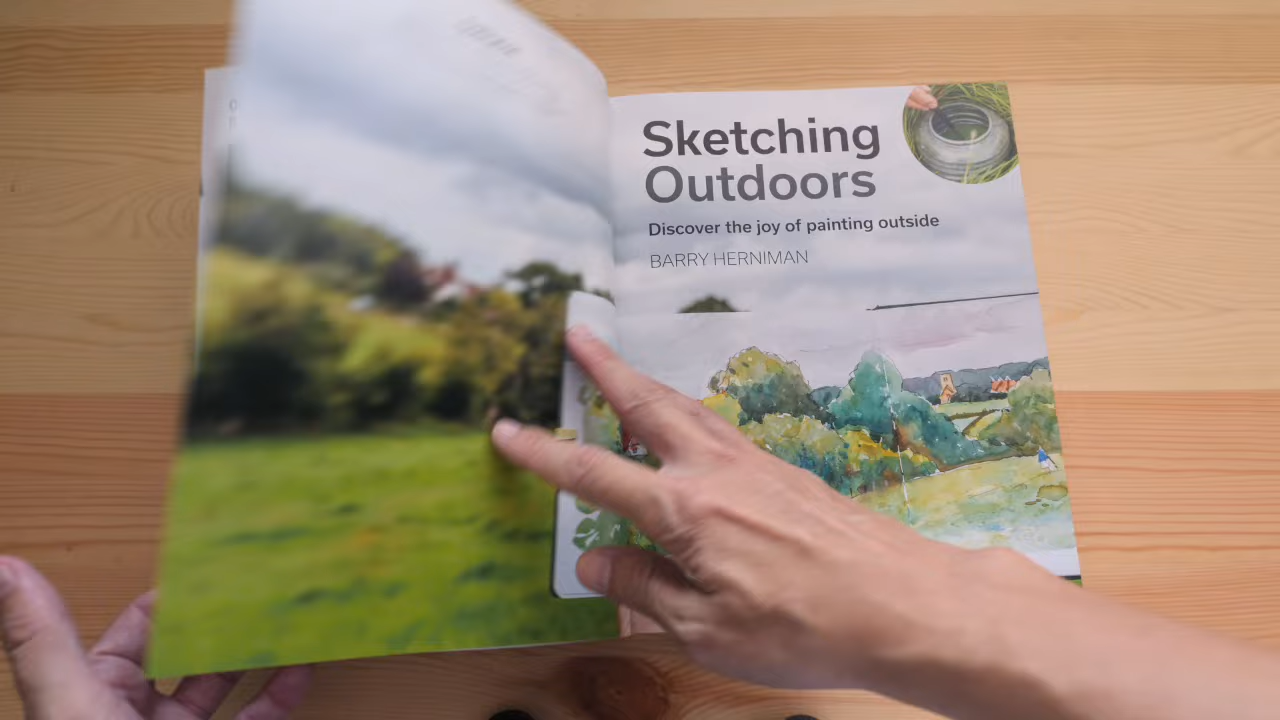 Sketching
Outdoors
Discover the joy of painting outside
BARRY HERNIMAN